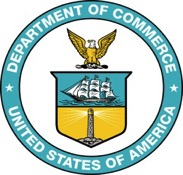 DEPARTMENT OF COMMERCE
UNITED STATES OF AMERICA